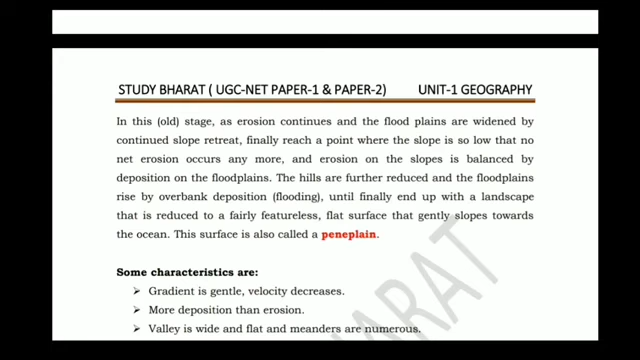 STUDY BHARAT ( UGC-NET PAPER-1 & PAPER-2) UNIT-1 GEOGRAPHY
In this (old) stage, as erosion continues and the flood plains are widened by
continued slope retreat, finally reach a point where the slope is so low that no
net erosion occurs any more, and erosion on the slopes is balanced by
deposition on the floodplains. The hills are further reduced and the floodplains
rise by overbank deposition (flooding), until finally end up with a landscape
that is reduced to a fairly featureless, flat surface that gently slopes towards
the ocean. This surface is also called a peneplain.
Some characteristics are:
➢ Gradient is gentle, velocity decreases.
➢ More deposition than erosion.
➢ Valley is wide and flat and meanders are numerous.